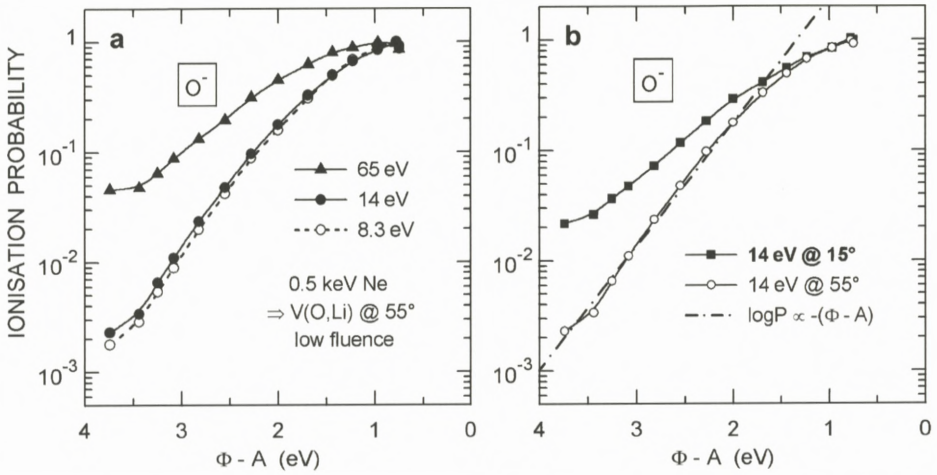 IONISATION PROBABILITY
1
10⁻¹
10⁻²
10⁻³
a
O⁻
65 eV
14 eV
8.3 eV
0.5 keV Ne
⇒ V(O,Li) @ 55°
low fluence
4 3 2 1 0
Φ - A (eV)
1
10⁻¹
10⁻²
10⁻³
b
O⁻
14 eV @ 15°
14 eV @ 55°
logP ∝ -(Φ - A)
4 3 2 1 0
Φ - A (eV)